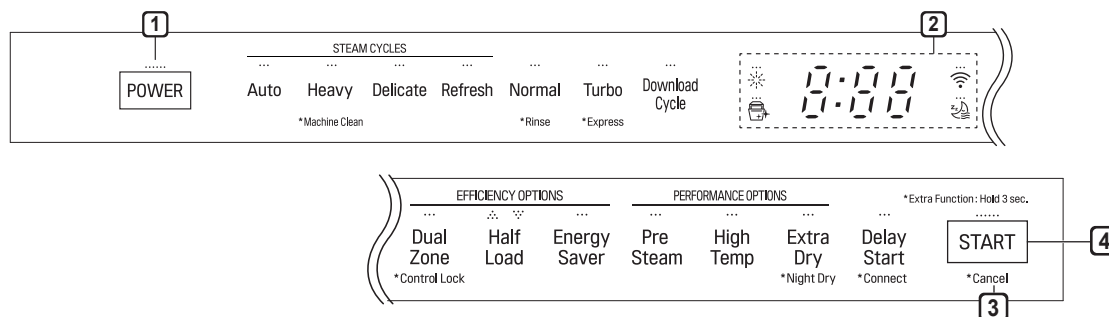 1
2
STEAM CYCLES
POWER
Auto Heavy Delicate Refresh Normal Turbo Download Cycle
*Machine Clean *Rinse *Express
8:88
EFFICIENCY OPTIONS PERFORMANCE OPTIONS
*Extra Function : Hold 3 sec.
Dual Zone Half Load Energy Saver Pre Steam High Temp Extra Dry Delay Start START
4
*Control Lock *Night Dry *Connect *Cancel
3